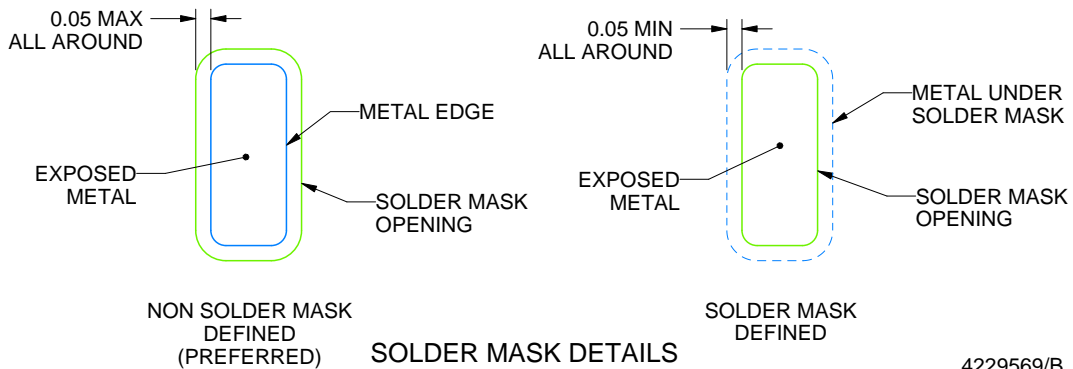 0.05 MAX
ALL AROUND
METAL EDGE
EXPOSED
METAL
SOLDER MASK
OPENING
NON SOLDER MASK
DEFINED
(PREFERRED)
0.05 MIN
ALL AROUND
METAL UNDER
SOLDER MASK
EXPOSED
METAL
SOLDER MASK
OPENING
SOLDER MASK
DEFINED
SOLDER MASK DETAILS
4229569/B